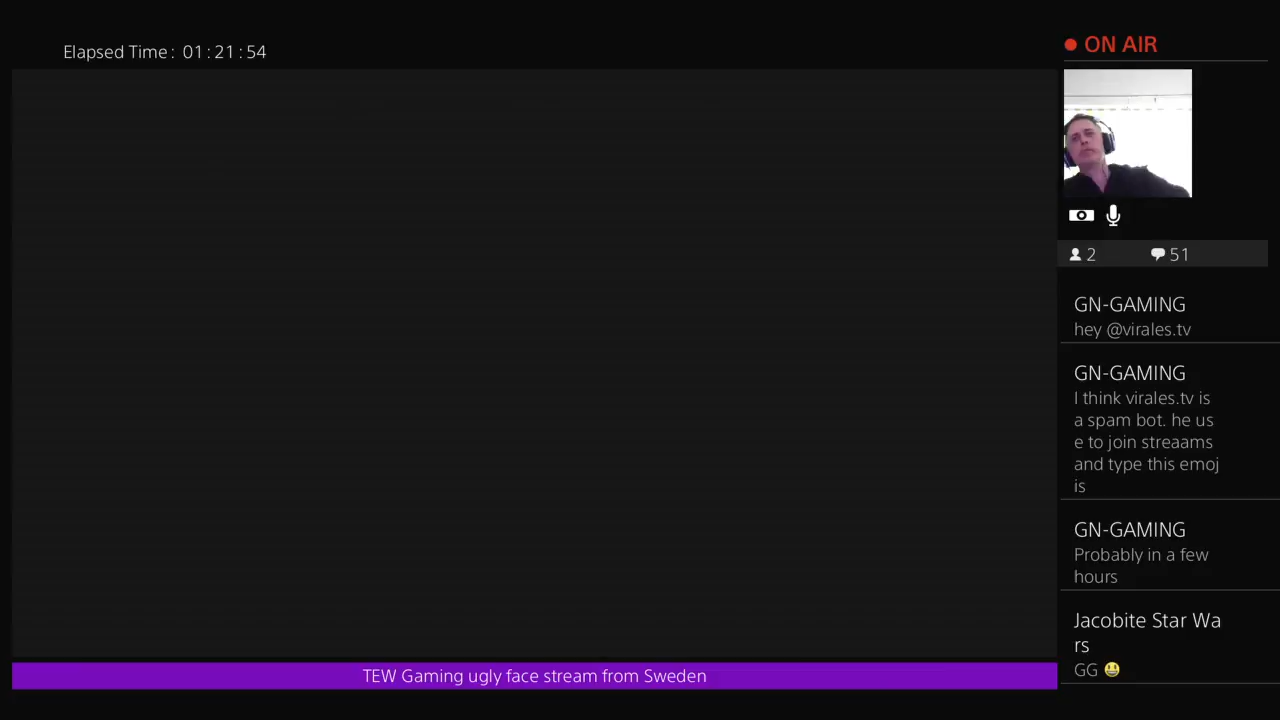 Elapsed Time: 01:21:54
ON AIR
2
51
GN-GAMING
hey @virales.tv
GN-GAMING
I think virales.tv is
a spam bot. he us
e to join streaams
and type this emoj
is
GN-GAMING
Probably in a few
hours
Jacobite Star Wa
rs
GG 😃
TEW Gaming ugly face stream from Sweden